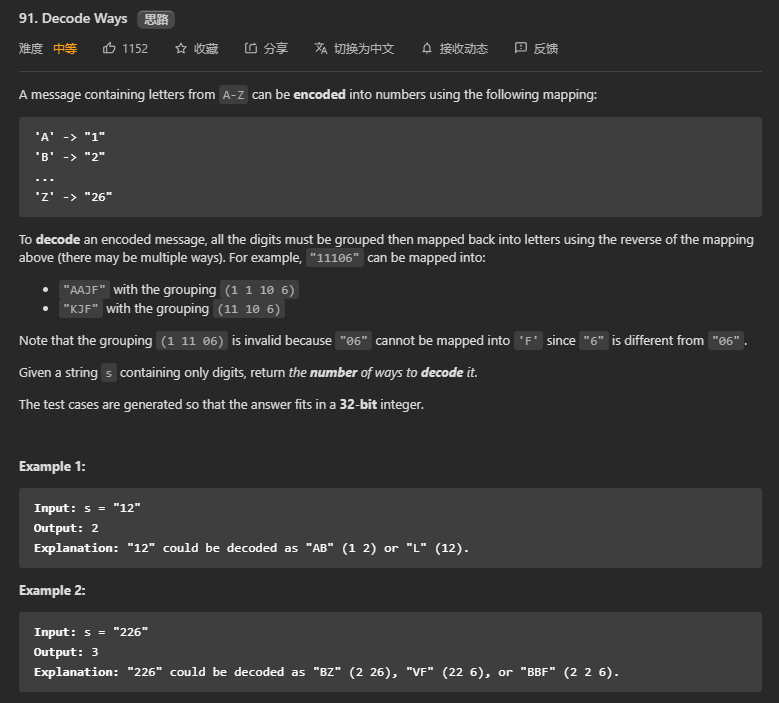 91. Decode Ways 思路
难度 中等 1152 收藏 分享 切换为中文 接收动态 反馈
A message containing letters from A-Z can be encoded into numbers using the following mapping:
'A' -> "1"
'B' -> "2"
...
'Z' -> "26"
To decode an encoded message, all the digits must be grouped then mapped back into letters using the reverse of the mapping
above (there may be multiple ways). For example, "11106" can be mapped into:
• "AAJF" with the grouping (1 1 10 6)
• "KJF" with the grouping (11 10 6)
Note that the grouping (1 11 06) is invalid because "06" cannot be mapped into 'F' since "6" is different from "06".
Given a string s containing only digits, return the number of ways to decode it.
The test cases are generated so that the answer fits in a 32-bit integer.
Example 1:
Input: s = "12"
Output: 2
Explanation: "12" could be decoded as "AB" (1 2) or "L" (12).
Example 2:
Input: s = "226"
Output: 3
Explanation: "226" could be decoded as "BZ" (2 26), "VF" (22 6), or "BBF" (2 2 6).